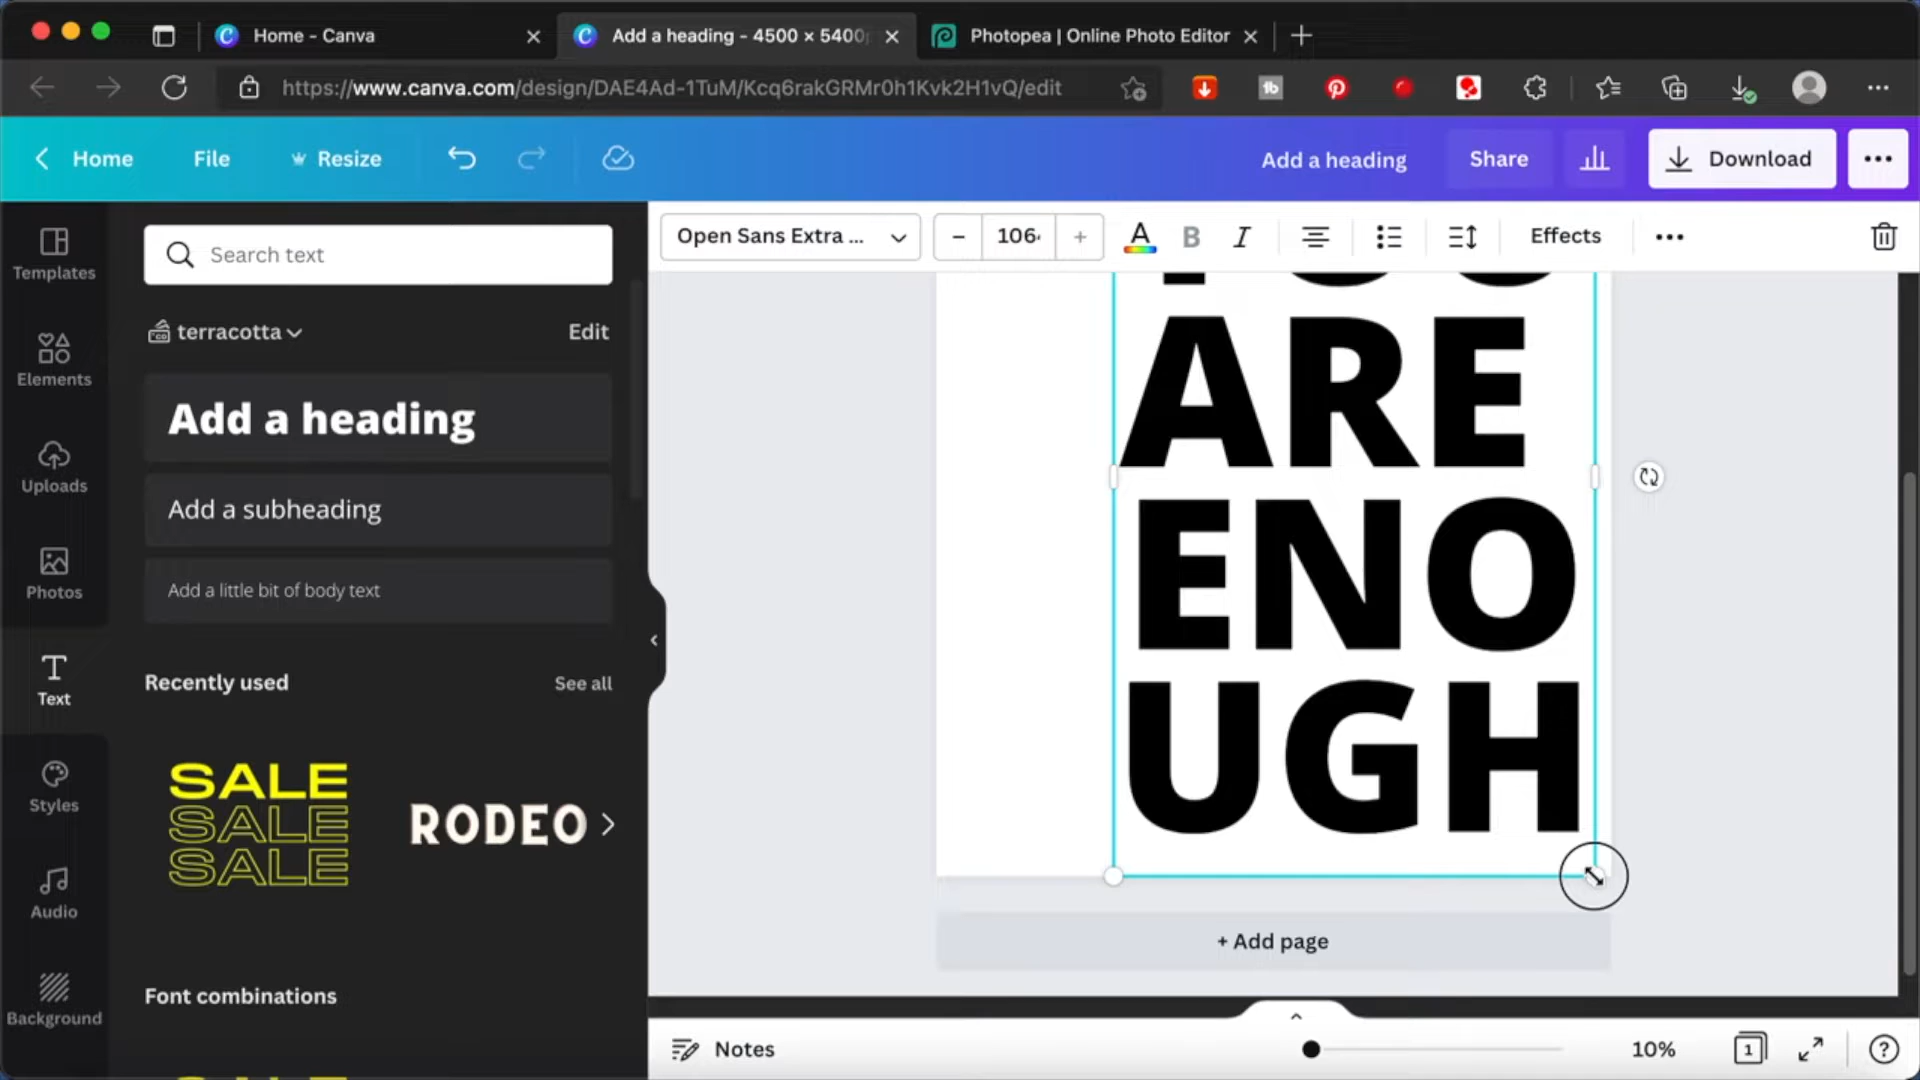 Home - Canva
Add a heading - 4500 × 5400p
Photopea | Online Photo Editor
https://www.canva.com/design/DAE4Ad-1TuM/Kcq6rakGRMr0h1Kvk2H1vQ/edit
Home
File
Resize
Add a heading
Share
Download
Templates
Elements
Uploads
Photos
Text
Styles
Audio
Background
Search text
terracotta
Edit
Add a heading
Add a subheading
Add a little bit of body text
Recently used
See all
SALE
SALE
SALE
RODEO
Font combinations
Open Sans Extra ...
106
A
B
I
Effects
ARE
ENO
UGH
+ Add page
Notes
10%
1